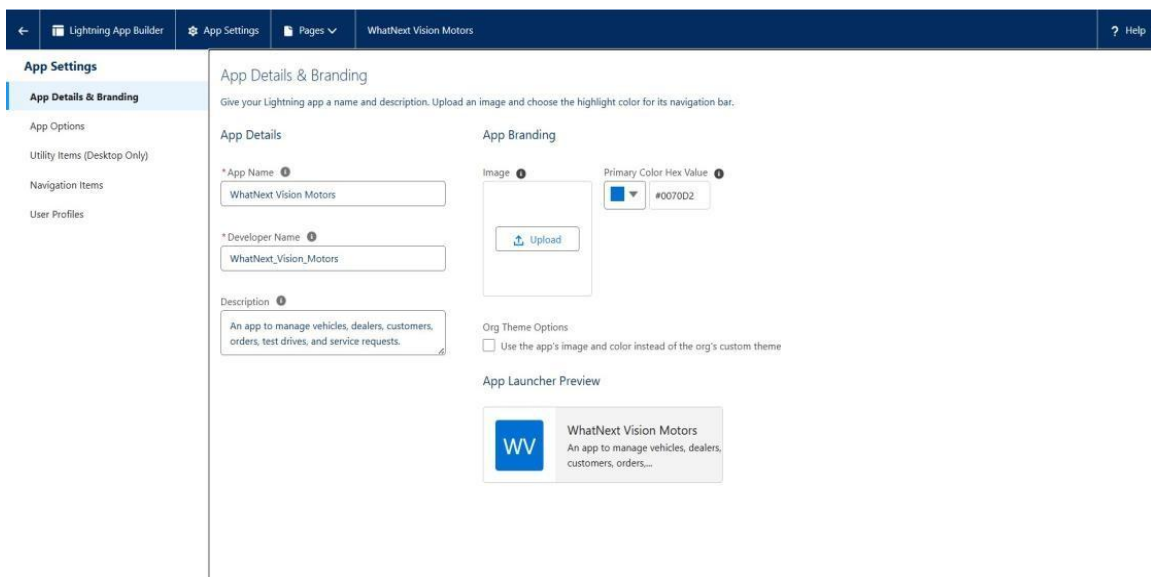 Lightning App Builder
App Settings
Pages
WhatNext Vision Motors
? Help
App Settings
App Details & Branding
App Options
Utility Items (Desktop Only)
Navigation Items
User Profiles
App Details & Branding
Give your Lightning app a name and description. Upload an image and choose the highlight color for its navigation bar.
App Details
*App Name
WhatNext Vision Motors
*Developer Name
WhatNext_Vision_Motors
Description
An app to manage vehicles, dealers, customers,
orders, test drives, and service requests.
App Branding
Image
Upload
Primary Color Hex Value
#0070D2
Org Theme Options
Use the app's image and color instead of the org's custom theme
App Launcher Preview
WV
WhatNext Vision Motors
An app to manage vehicles, dealers,
customers, orders,...